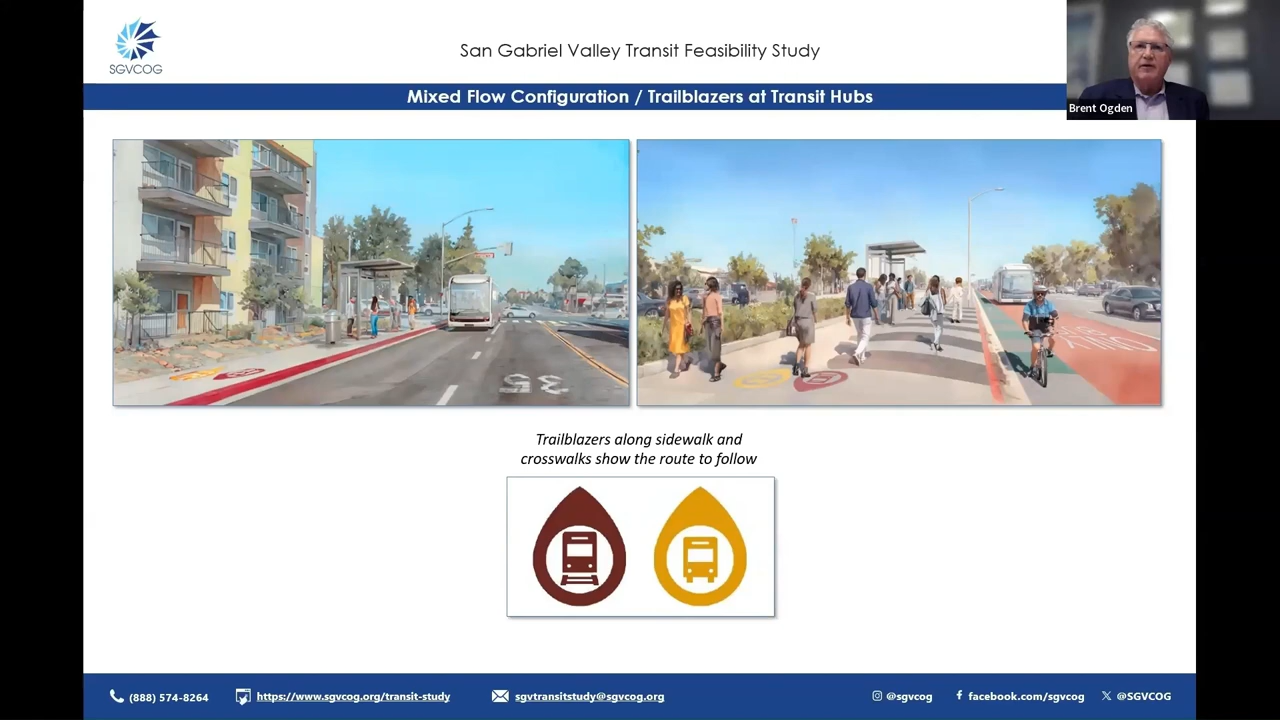 SGVCOG
San Gabriel Valley Transit Feasibility Study
Mixed Flow Configuration / Trailblazers at Transit Hubs
Brent Ogden
35
Trailblazers along sidewalk and
crosswalks show the route to follow
(888) 574-8264
https://www.sgvcog.org/transit-study
sgvtransitstudy@sgvcog.org
@sgvcog
facebook.com/sgvcog
@SGVCOG